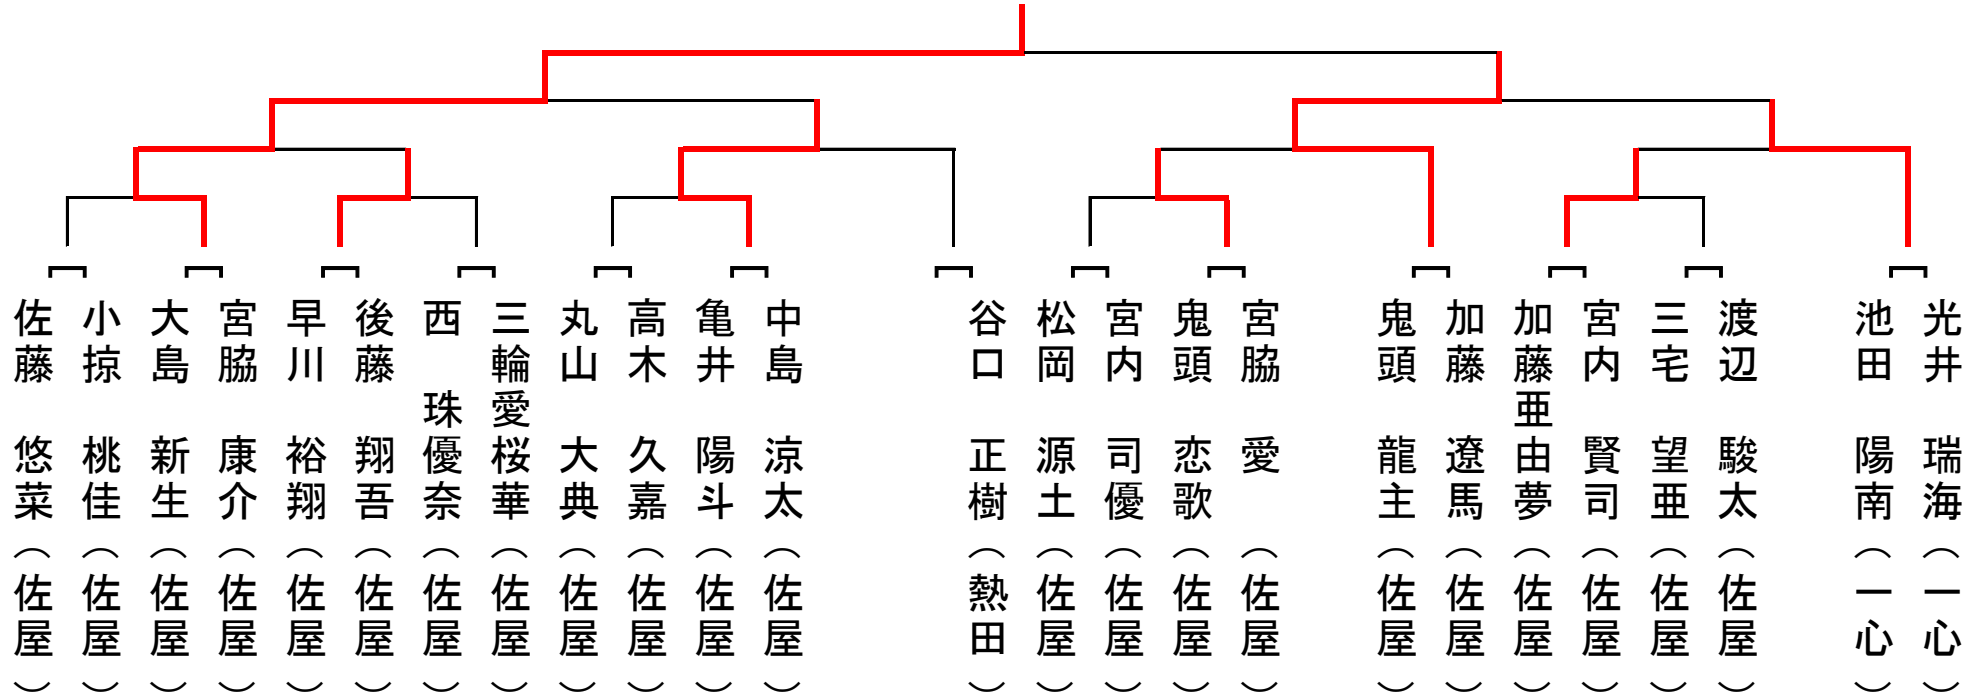 佐藤　悠菜（佐屋）
小掠　桃佳（佐屋）
大島　新生（佐屋）
宮脇　康介（佐屋）
早川　裕翔（佐屋）
後藤　翔吾（佐屋）
西　珠優奈（佐屋）
三輪愛桜華（佐屋）
丸山　大典（佐屋）
高木　久嘉（佐屋）
亀井　陽斗（佐屋）
中島　涼太（佐屋）
谷口　正樹（熱田）
松岡　源土（佐屋）
宮内　司優（佐屋）
鬼頭　恋歌（佐屋）
宮脇　愛（佐屋）
鬼頭　龍主（佐屋）
加藤　遼馬（佐屋）
加藤亜由夢（佐屋）
宮内　賢司（佐屋）
三宅　望亜（佐屋）
渡辺　駿太（佐屋）
池田　陽南（一心）
光井　瑞海（一心）